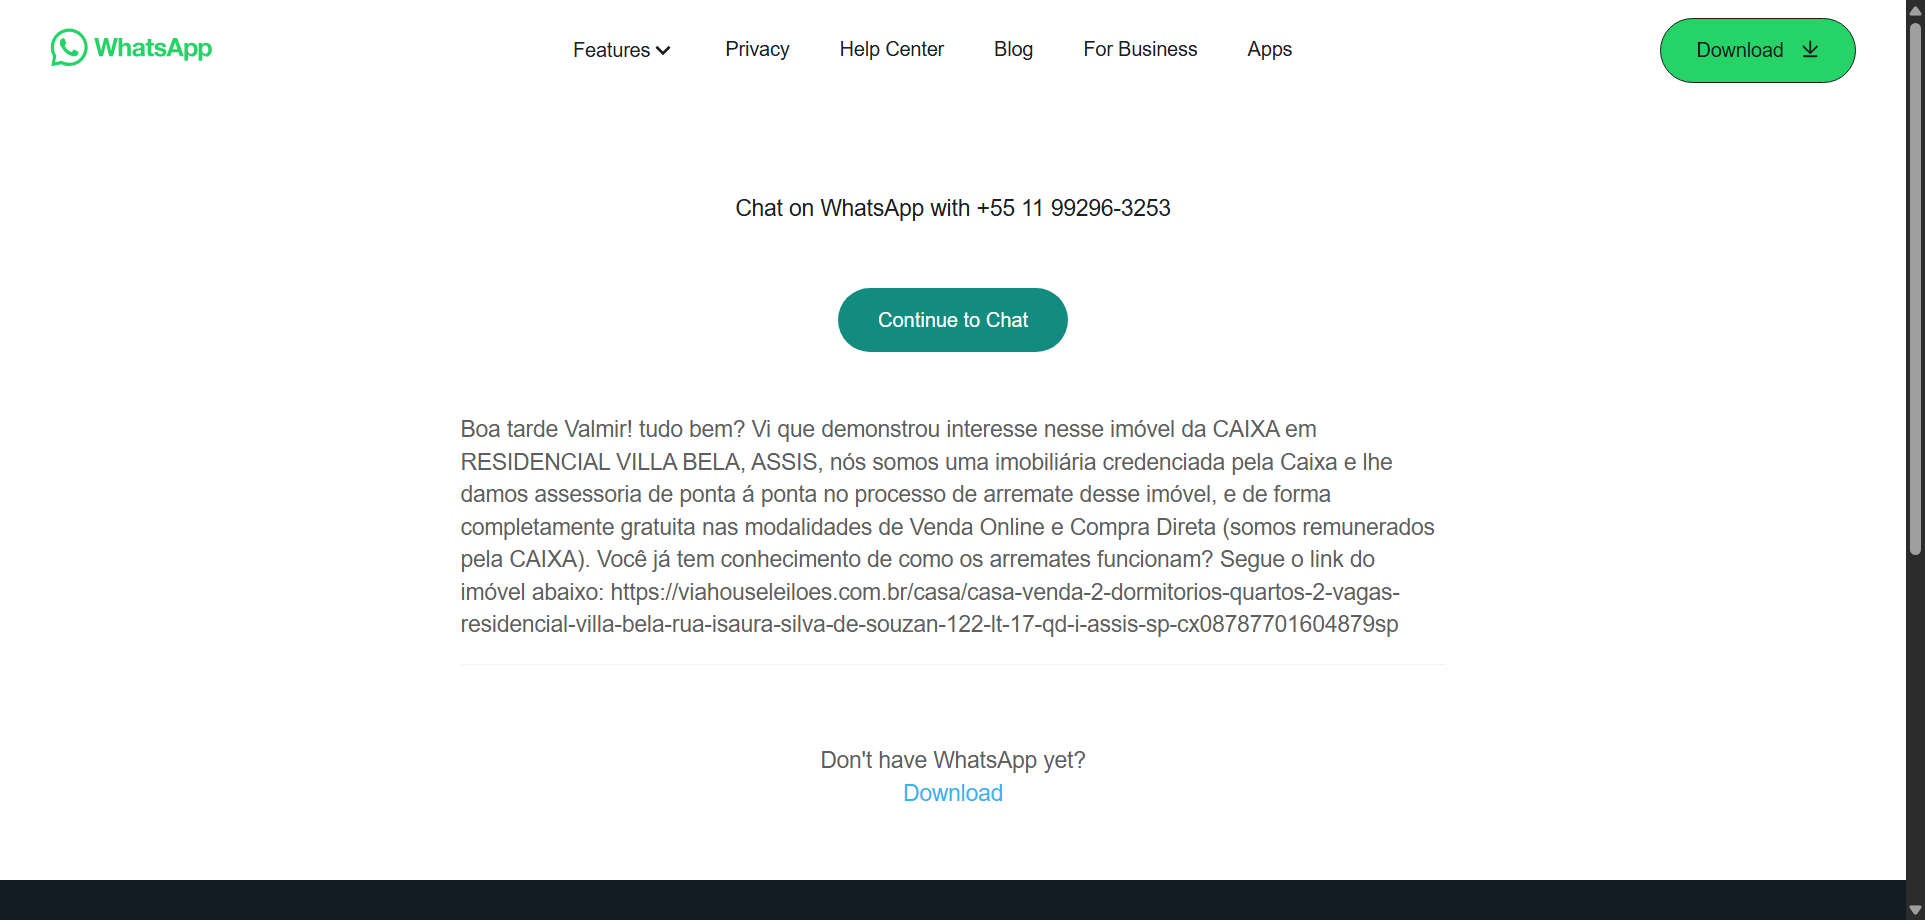 WhatsApp
Features
Privacy
Help Center
Blog
For Business
Apps
Download
Chat on WhatsApp with +55 11 99296-3253
Continue to Chat
Boa tarde Valmir! tudo bem? Vi que demonstrou interesse nesse imóvel da CAIXA em
RESIDENCIAL VILLA BELA, ASSIS, nós somos uma imobiliária credenciada pela Caixa e lhe
damos assessoria de ponta á ponta no processo de arremate desse imóvel, e de forma
completamente gratuita nas modalidades de Venda Online e Compra Direta (somos remunerados
pela CAIXA). Você já tem conhecimento de como os arremates funcionam? Segue o link do
imóvel abaixo: https://viahouseleiloes.com.br/casa/casa-venda-2-dormitorios-quartos-2-vagas-
residencial-villa-bela-rua-isaura-silva-de-souzan-122-lt-17-qd-i-assis-sp-cx08787701604879sp
Don't have WhatsApp yet?
Download